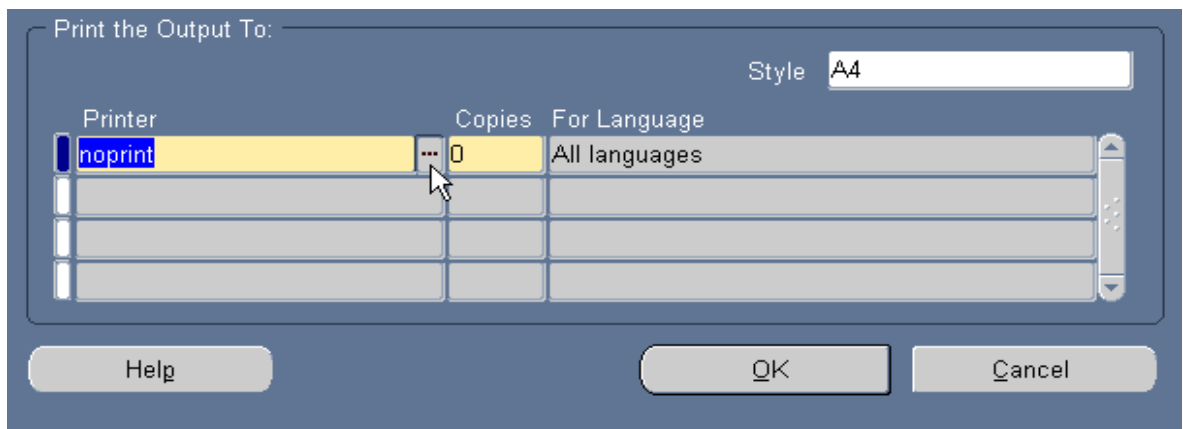 Print the Output To:
Style A4
Printer Copies For Language
noprint ... 0 All languages
Help OK Cancel